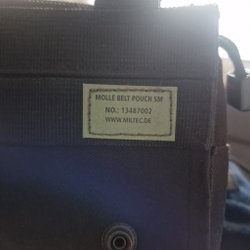 MOLLE BELT POUCH SM
NO.: 13487002
WWW.MILTEC.DE